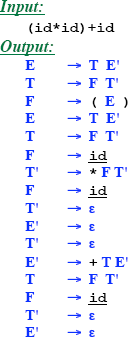 Input:
(id*id)+id
Output:
E → T E'
T → F T'
F → ( E )
E → T E'
T → F T'
F → id
T' → * F T'
F → id
T' → ε
E' → ε
T' → ε
E' → + T E'
T → F T'
F → id
T' → ε
E' → ε